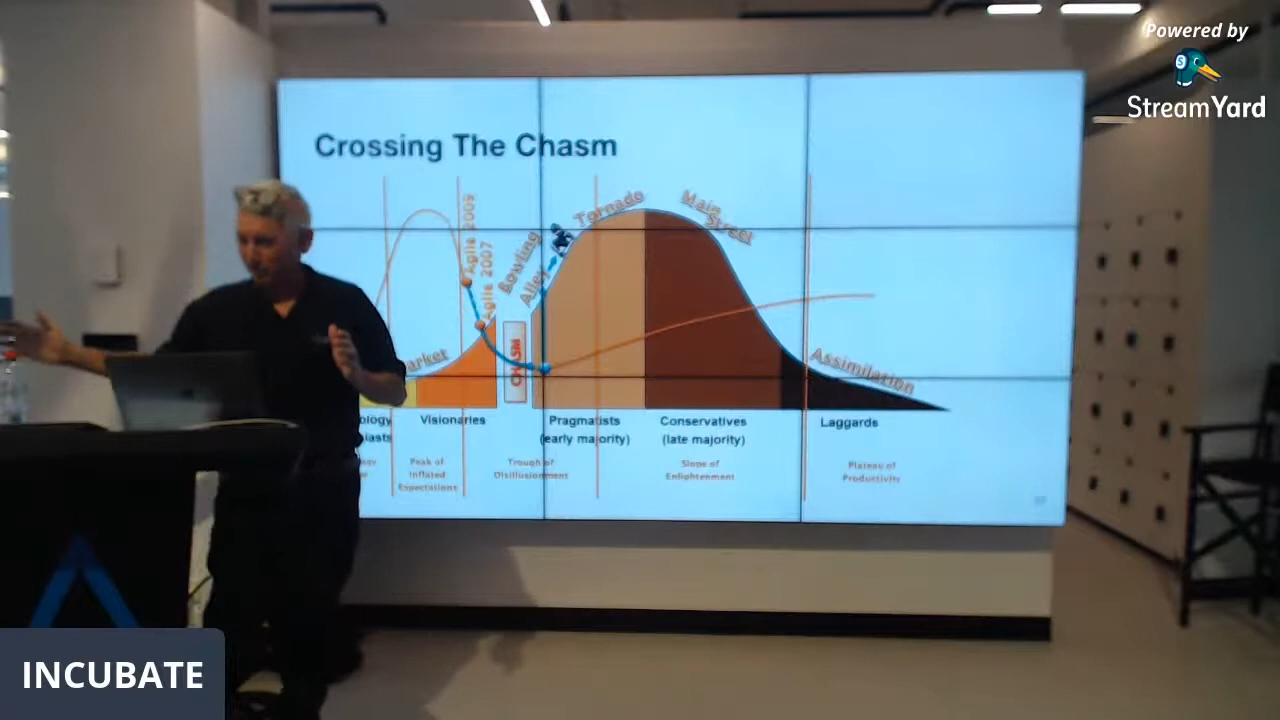 Powered by
StreamYard
Crossing The Chasm
Agile 2009
Agile 2007
Bowling
Alley
Tornado
Main
Street
arket
CHASM
Assimilation
ology
iasts
Visionaries
Pragmatists
(early majority)
Conservatives
(late majority)
Laggards
Peak of
Inflated
Expectations
Trough of
Disillusionment
Slope of
Enlightenment
Plateau of
Productivity
INCUBATE